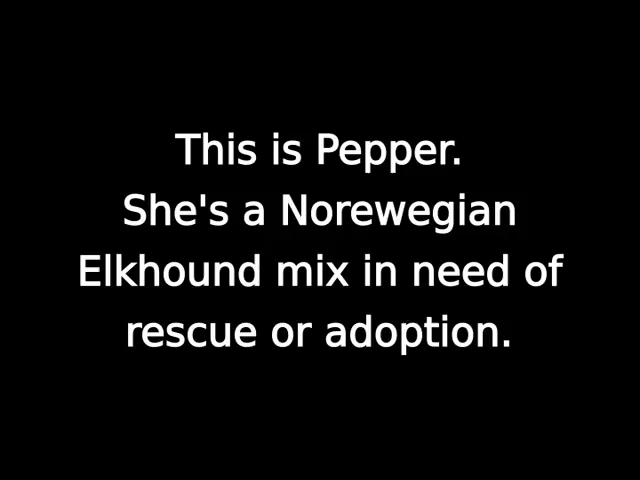 This is Pepper.
She's a Norewegian
Elkhound mix in need of
rescue or adoption.